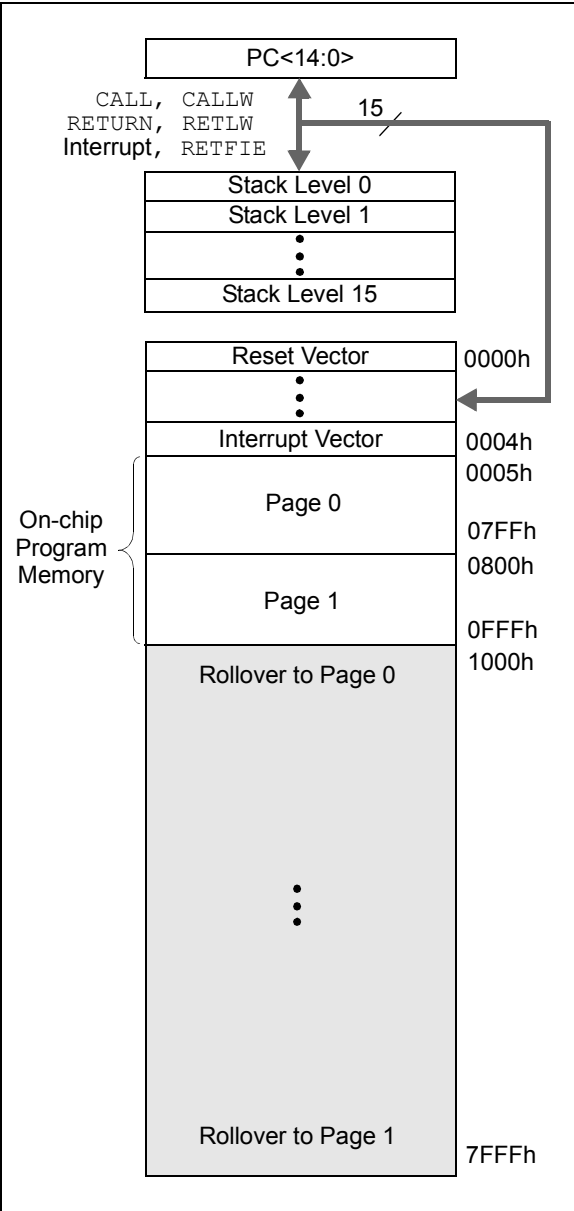 PC<14:0>
CALL, CALLW
RETURN, RETLW
Interrupt, RETFIE
15
Stack Level 0
Stack Level 1
Stack Level 15
Reset Vector
0000h
Interrupt Vector
0004h
0005h
Page 0
07FFh
On-chip
Program
Memory
0800h
Page 1
0FFFh
1000h
Rollover to Page 0
Rollover to Page 1
7FFFh